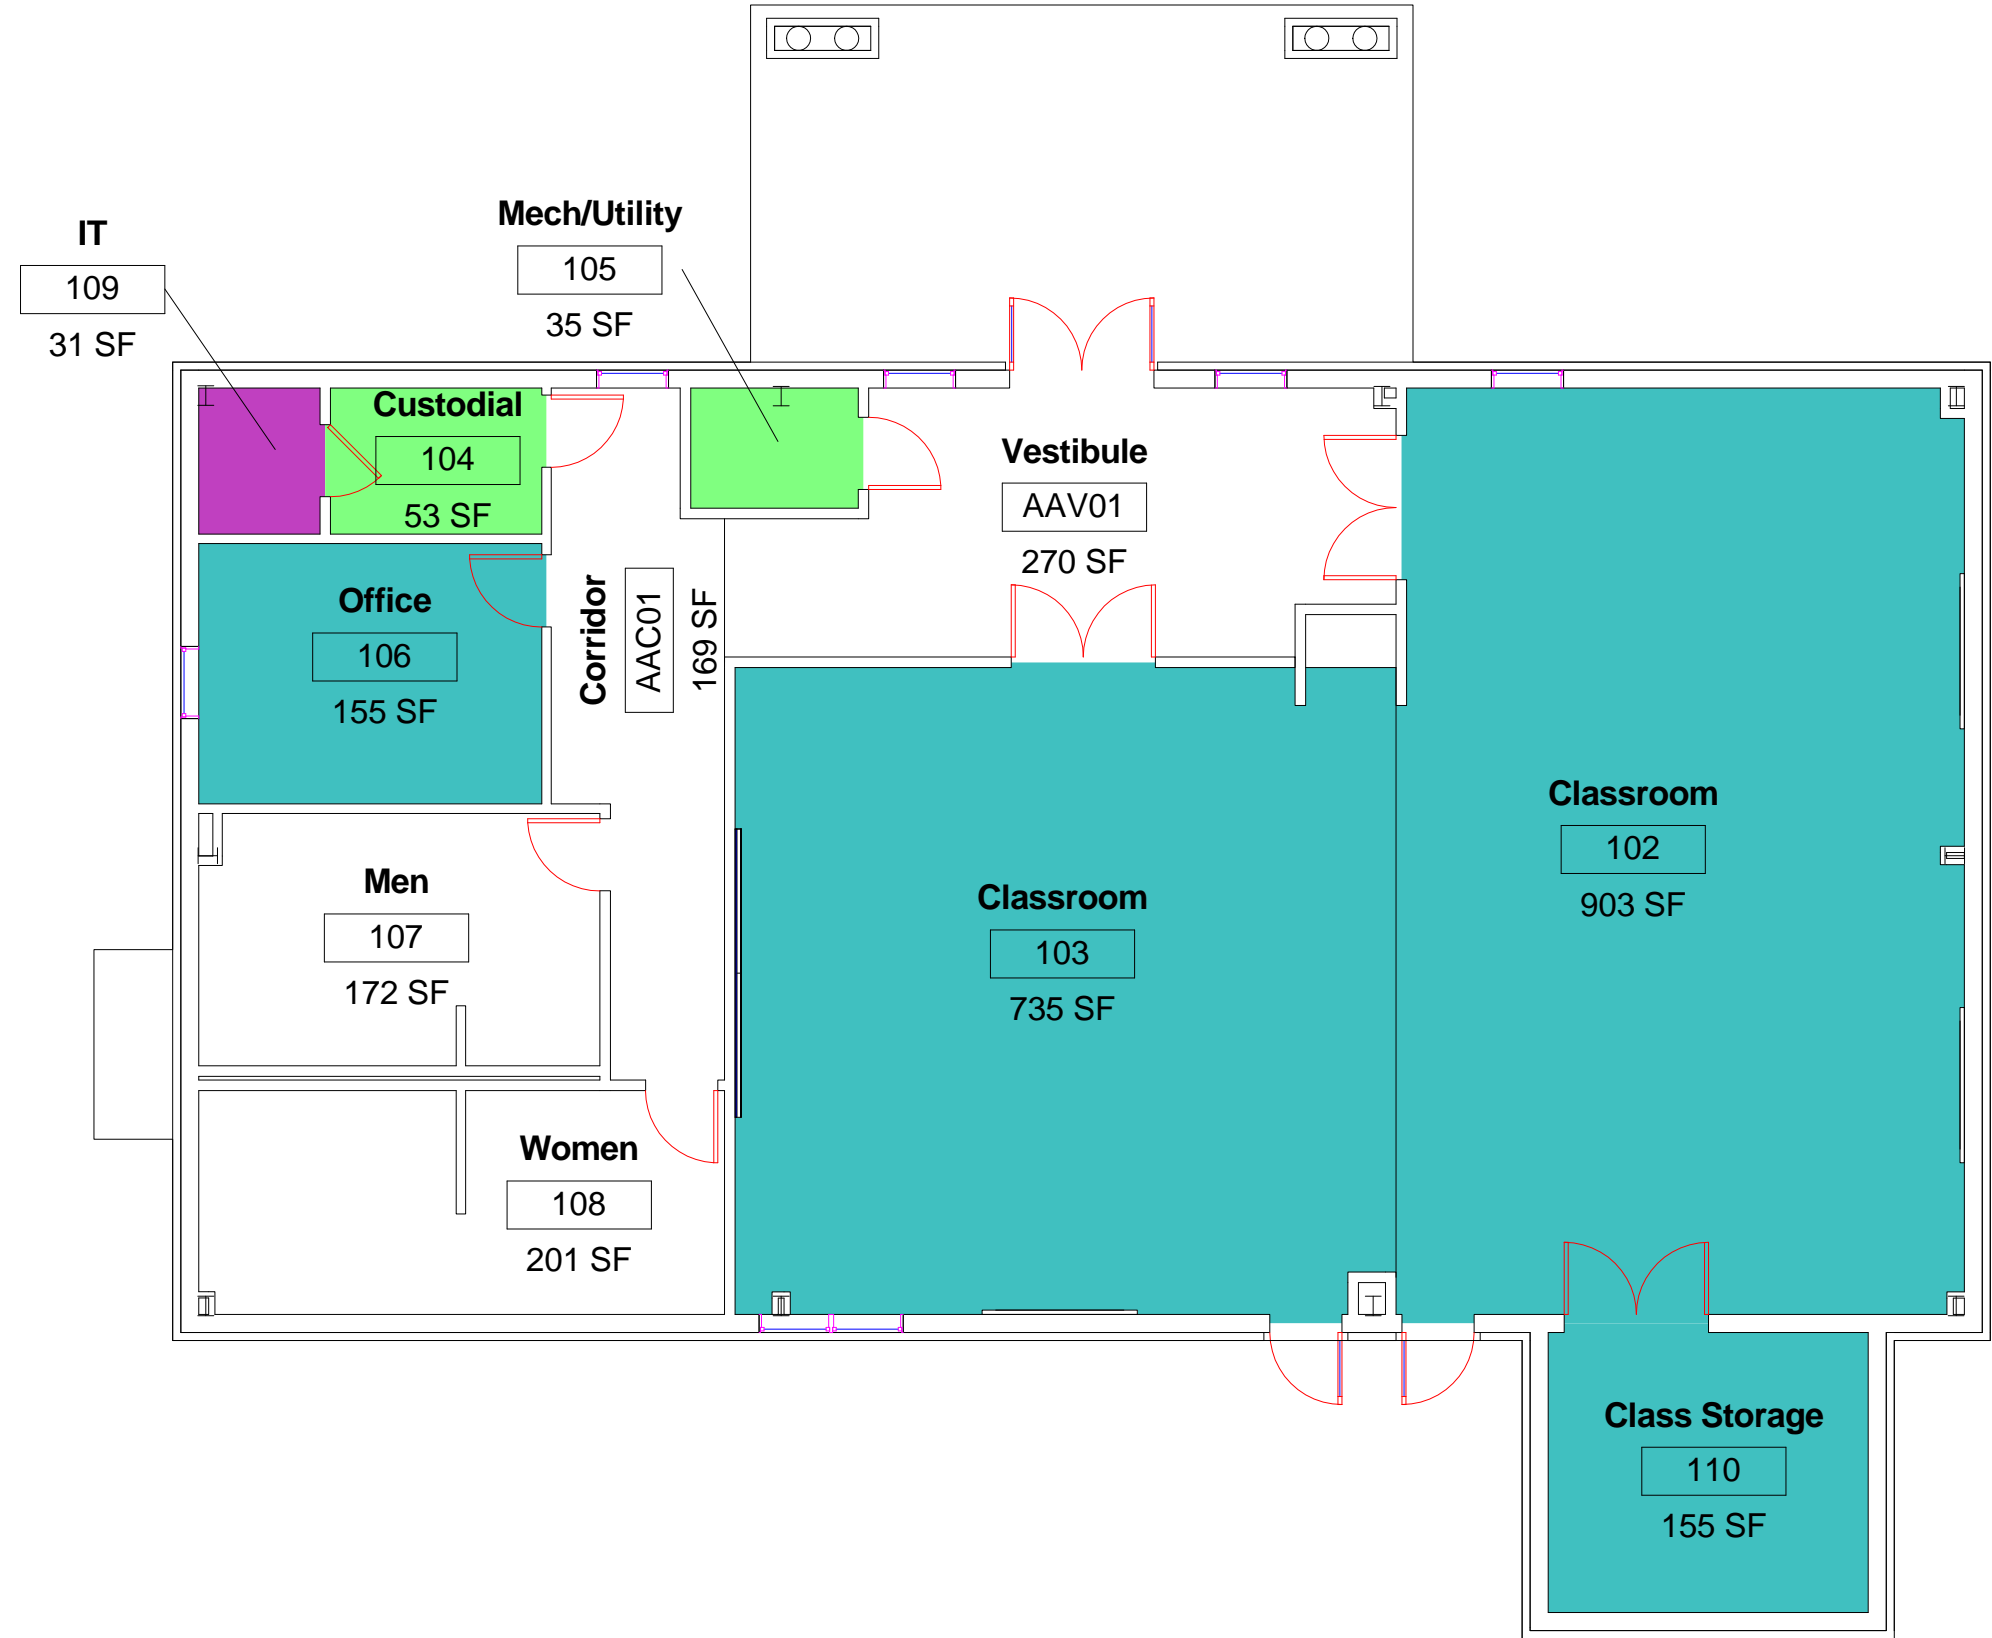 Mech/Utility
105
35 SF
IT
109
31 SF
Custodial
104
53 SF
Vestibule
AAV01
270 SF
Office
106
155 SF
Corridor
AAC01
169 SF
Classroom
102
903 SF
Men
107
172 SF
Classroom
103
735 SF
Women
108
201 SF
Class Storage
110
155 SF